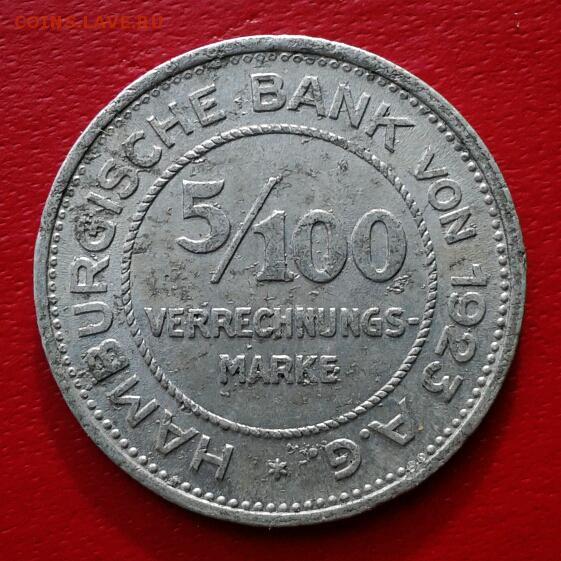 COINS.LAVE.RU
HAMBURGISCHE BANK VON 1923 A.G. *
5/100
VERRECHNUNGS-
MARKE